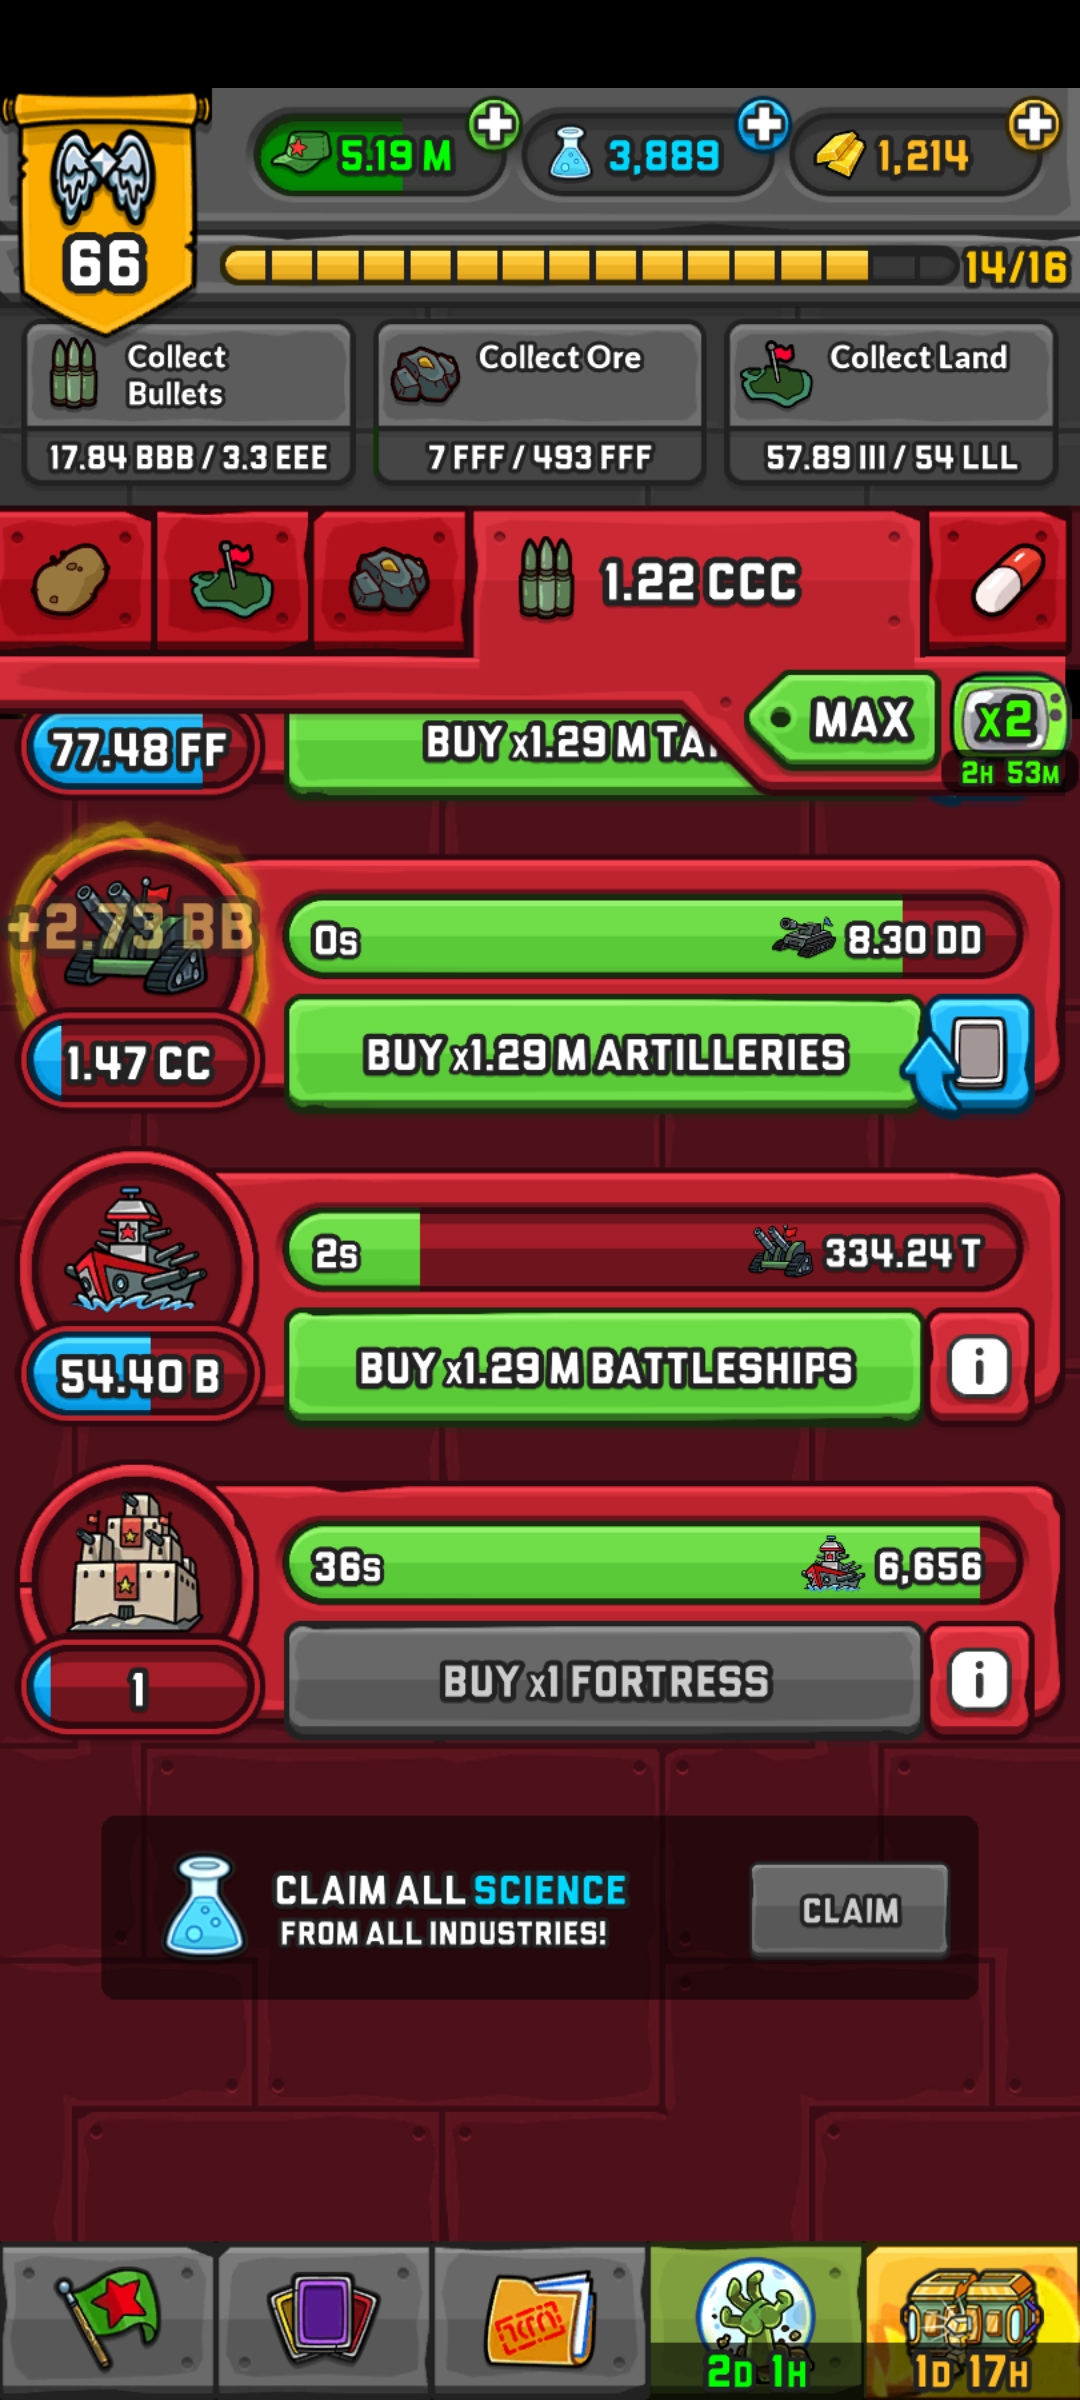 5.19 M
3,889
1,214
66
14/16
Collect
Bullets
Collect Ore
Collect Land
17.84 BBB / 3.3 EEE
7 FFF / 493 FFF
57.89 III / 54 LLL
1.22 CCC
MAX
x2
2H 53M
77.48 FF
BUY x1.29 M TA
+2.73 BB
0s
8.30 DD
1.47 CC
BUY x1.29 M ARTILLERIES
2s
334.24 T
54.40 B
BUY x1.29 M BATTLESHIPS
i
36s
6,656
1
BUY x1 FORTRESS
i
CLAIM ALL SCIENCE
FROM ALL INDUSTRIES!
CLAIM
2D 1H
1D 17H